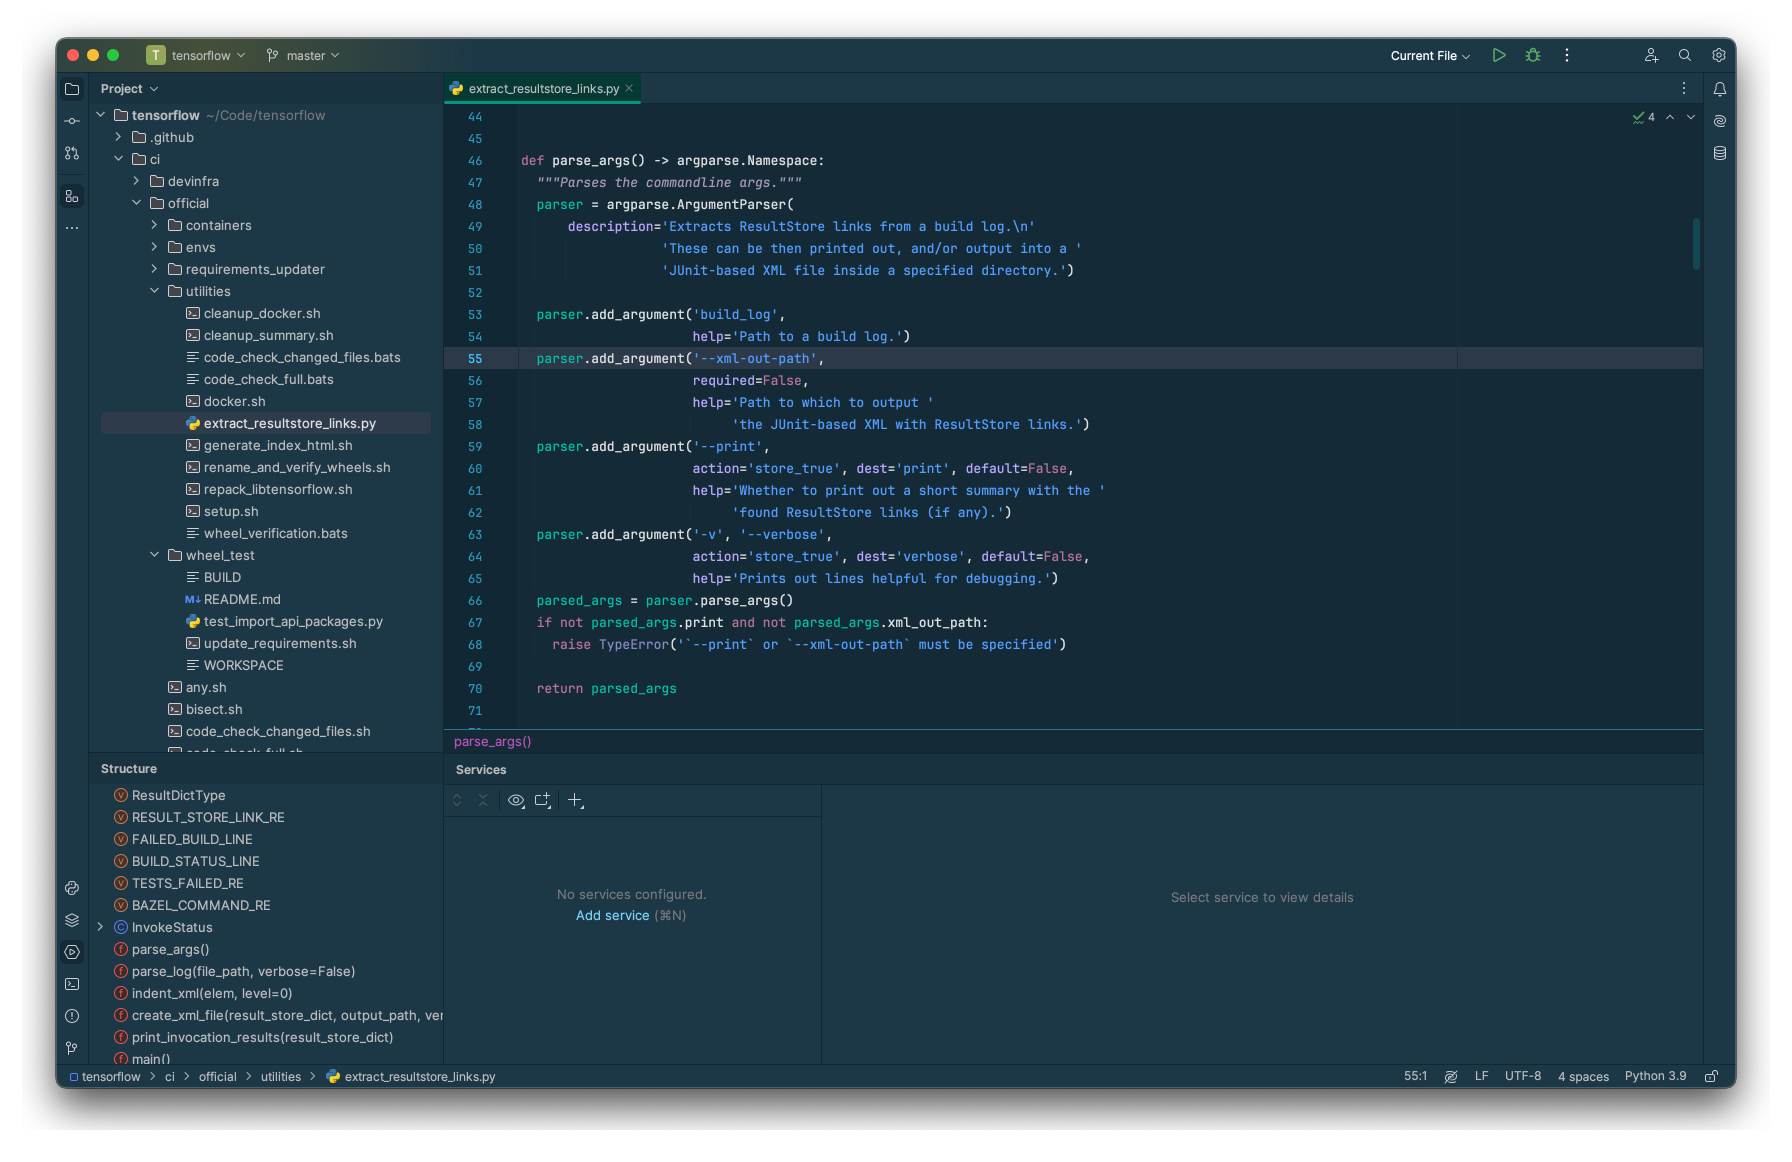 T tensorflow master Current File
Project
tensorflow ~/Code/tensorflow
.github
ci
devinfra
official
containers
envs
requirements_updater
utilities
cleanup_docker.sh
cleanup_summary.sh
code_check_changed_files.bats
code_check_full.bats
docker.sh
extract_resultstore_links.py
generate_index_html.sh
rename_and_verify_wheels.sh
repack_libtensorflow.sh
setup.sh
wheel_verification.bats
wheel_test
BUILD
M↓ README.md
test_import_api_packages.py
update_requirements.sh
WORKSPACE
any.sh
bisect.sh
code_check_changed_files.sh
code_check_full.sh
extract_resultstore_links.py
4
44
45
46 def parse_args() -> argparse.Namespace:
47 """Parses the commandline args."""
48 parser = argparse.ArgumentParser(
49 description='Extracts ResultStore links from a build log.\n'
50 'These can be then printed out, and/or output into a '
51 'JUnit-based XML file inside a specified directory.')
52
53 parser.add_argument('build_log',
54 help='Path to a build log.')
55 parser.add_argument('--xml-out-path',
56 required=False,
57 help='Path to which to output '
58 'the JUnit-based XML with ResultStore links.')
59 parser.add_argument('--print',
60 action='store_true', dest='print', default=False,
61 help='Whether to print out a short summary with the '
62 'found ResultStore links (if any).')
63 parser.add_argument('-v', '--verbose',
64 action='store_true', dest='verbose', default=False,
65 help='Prints out lines helpful for debugging.')
66 parsed_args = parser.parse_args()
67 if not parsed_args.print and not parsed_args.xml_out_path:
68 raise TypeError('`--print` or `--xml-out-path` must be specified')
69
70 return parsed_args
71
parse_args()
Structure
V ResultDictType
V RESULT_STORE_LINK_RE
V FAILED_BUILD_LINE
V BUILD_STATUS_LINE
V TESTS_FAILED_RE
V BAZEL_COMMAND_RE
C InvokeStatus
f parse_args()
f parse_log(file_path, verbose=False)
f indent_xml(elem, level=0)
f create_xml_file(result_store_dict, output_path, ver
f print_invocation_results(result_store_dict)
f main()
Services
No services configured.
Add service (⌘N)
Select service to view details
tensorflow > ci > official > utilities > extract_resultstore_links.py
55:1 LF UTF-8 4 spaces Python 3.9